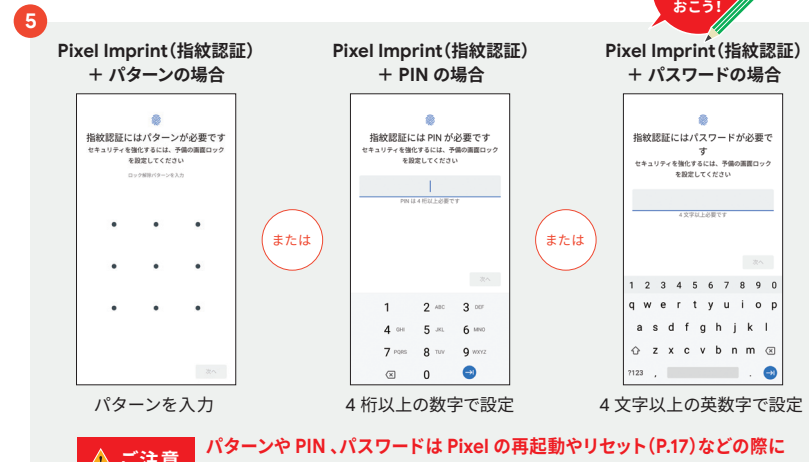 おこう!
5
Pixel Imprint（指紋認証）
＋ パターンの場合
指紋認証にはパターンが必要です
セキュリティを強化するには、予備の画面ロック
を設定してください
ロック解除パターンを入力
次へ
パターンを入力
または
Pixel Imprint（指紋認証）
＋ PIN の場合
指紋認証には PIN が必要です
セキュリティを強化するには、予備の画面ロック
を設定してください
PIN は 4 桁以上必要です
次へ
1 2 ABC 3 DEF
4 GHI 5 JKL 6 MNO
7 PQRS 8 TUV 9 WXYZ
0
4 桁以上の数字で設定
または
Pixel Imprint（指紋認証）
＋ パスワードの場合
指紋認証にはパスワードが必要で
す
セキュリティを強化するには、予備の画面ロック
を設定してください
4 文字以上必要です
次へ
1 2 3 4 5 6 7 8 9 0
q w e r t y u i o p
a s d f g h j k l
z x c v b n m
?123 , .
4 文字以上の英数字で設定
ご注意
パターンや PIN 、パスワードは Pixel の再起動やリセット（P.17）などの際に